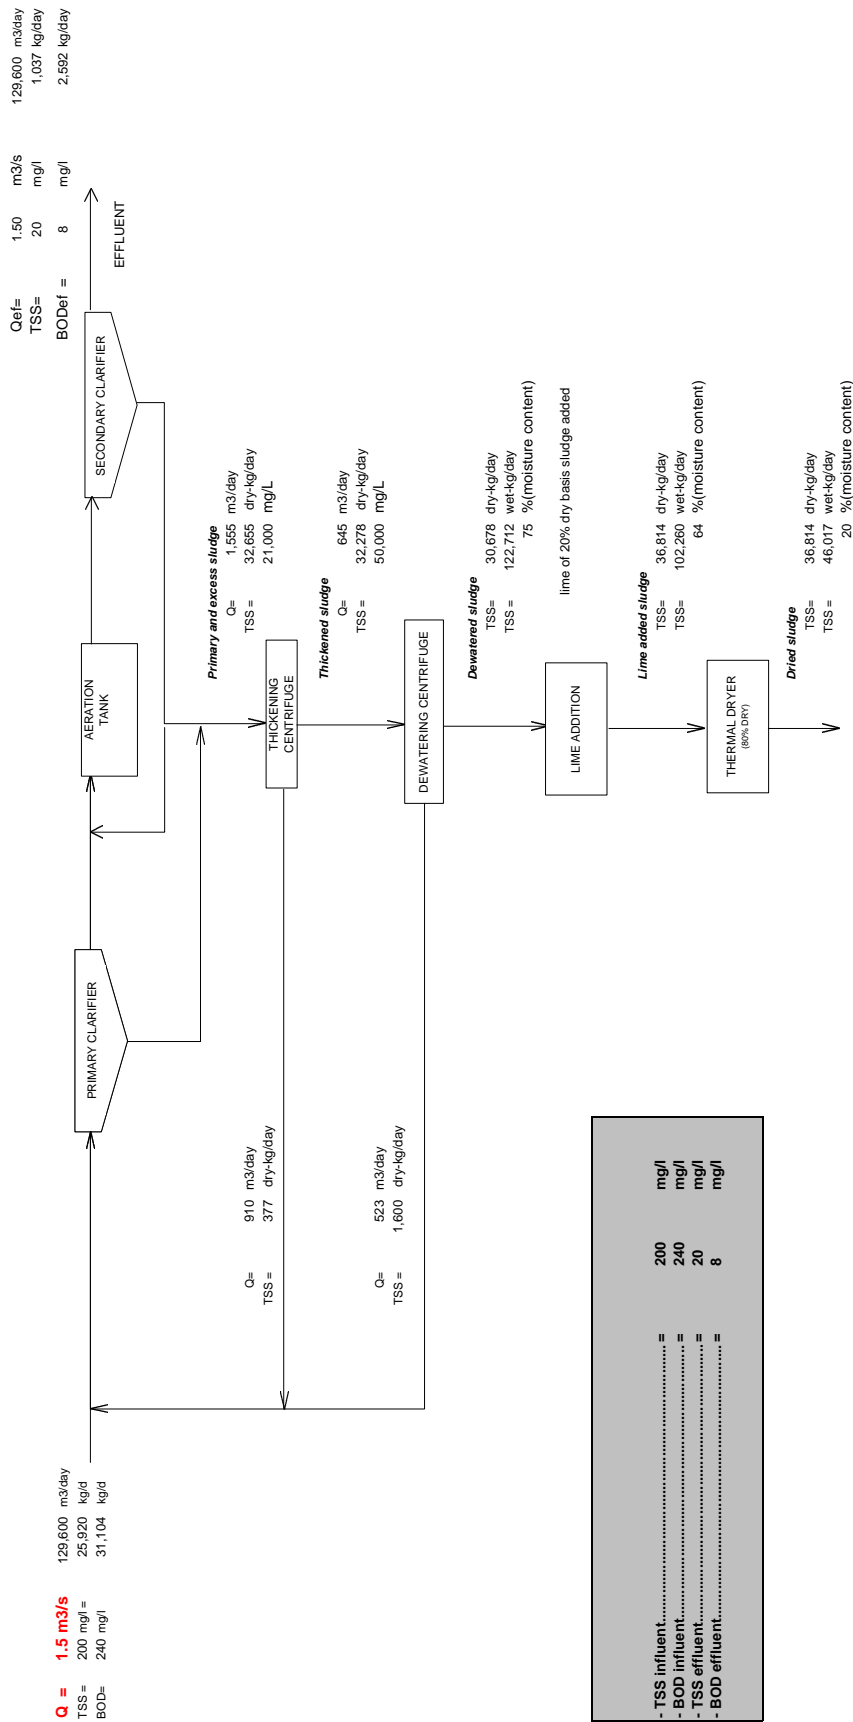 Q = 1.5 m3/s 129,600 m3/day
TSS = 200 mg/l = 25,920 kg/d
BOD= 240 mg/l 31,104 kg/d
Qef= 1.50 m3/s 129,600 m3/day
TSS= 20 mg/l 1,037 kg/day
BODef = 8 mg/l 2,592 kg/day
PRIMARY CLARIFIER
AERATION
TANK
SECONDARY CLARIFIER
EFFLUENT
Primary and excess sludge
Q= 1,555 m3/day
TSS = 32,655 dry-kg/day
21,000 mg/L
THICKENING
CENTRIFUGE
Q= 910 m3/day
TSS = 377 dry-kg/day
Thickened sludge
Q= 645 m3/day
TSS = 32,278 dry-kg/day
50,000 mg/L
DEWATERING CENTRIFUGE
Q= 523 m3/day
TSS = 1,600 dry-kg/day
Dewatered sludge
TSS= 30,678 dry-kg/day
TSS = 122,712 wet-kg/day
75 %(moisture content)
lime of 20% dry basis sludge added
LIME ADDITION
Lime added sludge
TSS= 36,814 dry-kg/day
TSS= 102,260 wet-kg/day
64 %(moisture content)
THERMAL DRYER
(80% DRY)
Dried sludge
TSS= 36,814 dry-kg/day
TSS = 46,017 wet-kg/day
20 %(moisture content)
- TSS influent.......................................................................= 200 mg/l
- BOD influent.......................................................................= 240 mg/l
- TSS effluent.......................................................................= 20 mg/l
- BOD effluent.......................................................................= 8 mg/l